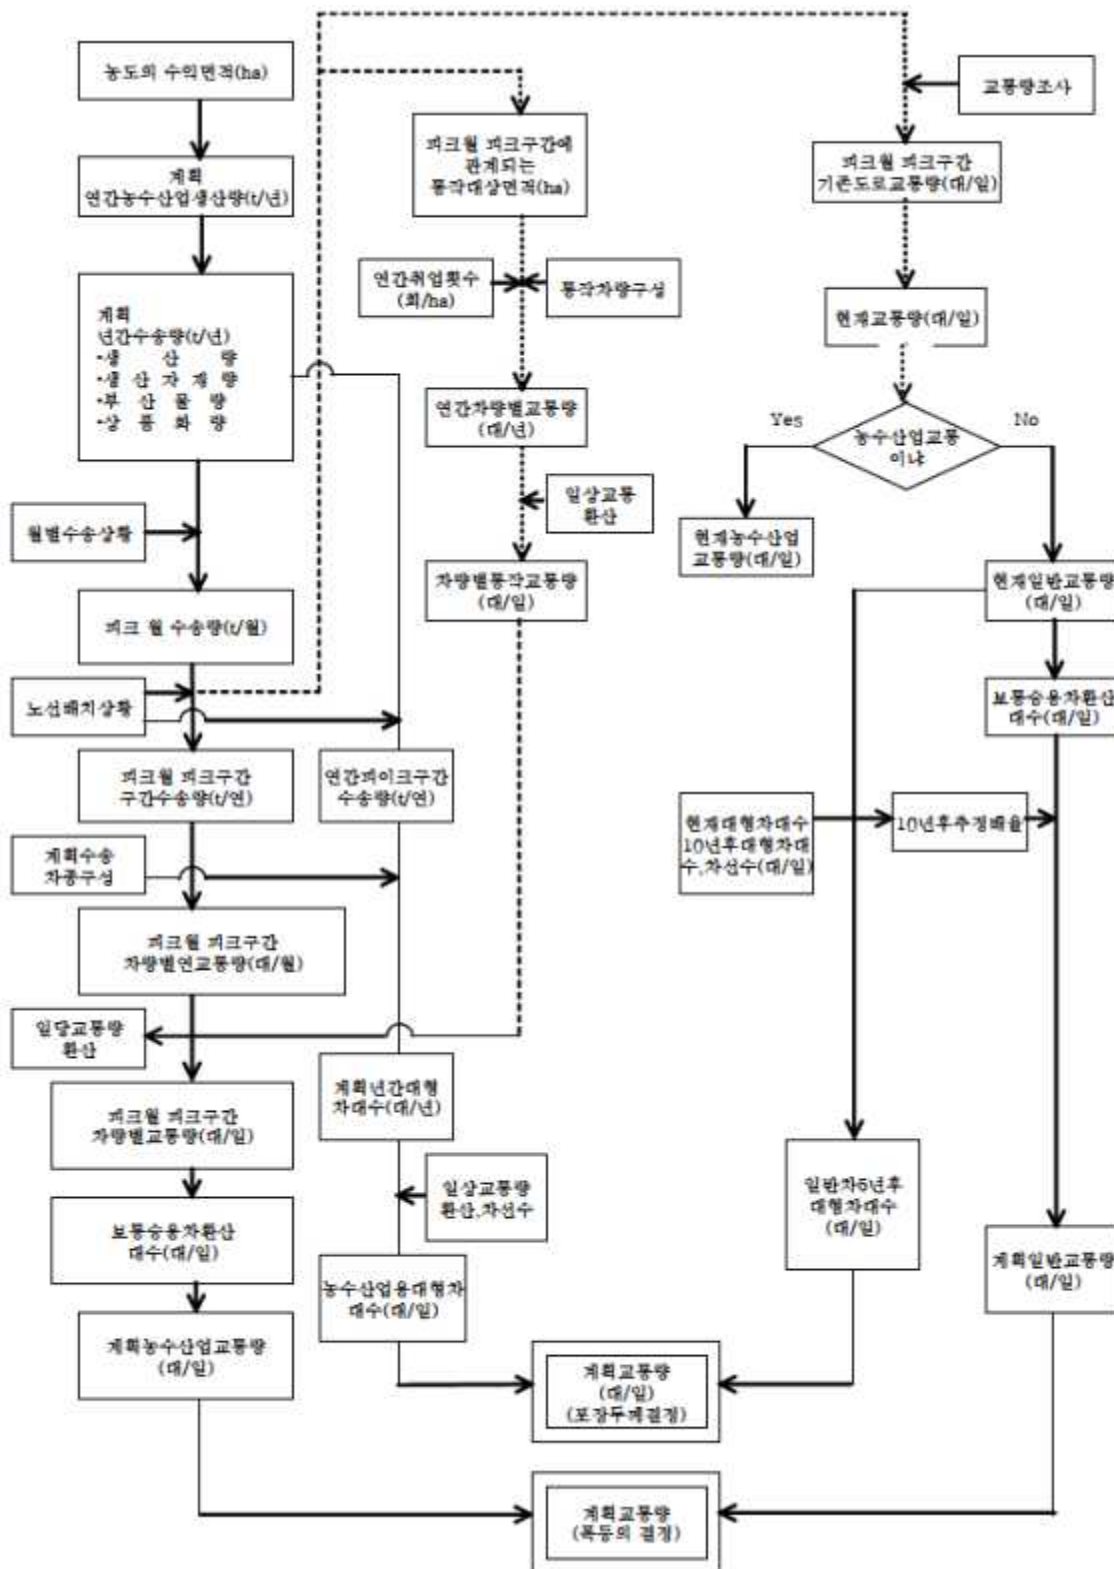 농도의 수익면적(ha)
계획
연간농수산업생산량(t/년)
계획
년간수송량(t/년)
•생 산 량
•생 산 자 재 량
•부 산 물 량
•상 품 화 량
월별수송상황
피크 월 수송량(t/월)
노선배치상황
피크월 피크구간
구간수송량(t/연)
계획수송
차종구성
피크월 피크구간
차량별연교통량(대/월)
일당교통량
환산
피크월 피크구간
차량별교통량(대/일)
보통승용차환산
대수(대/일)
계획농수산업교통량
(대/일)
피크월 피크구간에
관계되는
통작대상면적(ha)
연간취업횟수
(회/ha)
통작차량구성
연간차량별교통량
(대/년)
일상교통
환산
차량별통작교통량
(대/일)
연간피이크구간
수송량(t/연)
계획년간대형
차대수(대/년)
일상교통량
환산,차선수
농수산업용대형차
대수(대/일)
교통량조사
피크월 피크구간
기존도로교통량(대/일)
현재교통량(대/일)
농수산업교통
이냐
Yes
No
현재농수산업
교통량(대/일)
현재일반교통량
(대/일)
보통승용차환산
대수(대/일)
현재대형차대수
10년후대형차대
수,차선수(대/일)
10년후추정배율
일반차5년후
대형차대수
(대/일)
계획일반교통량
(대/일)
계획교통량
(대/일)
(포장두께결정)
계획교통량
(폭등의 결정)